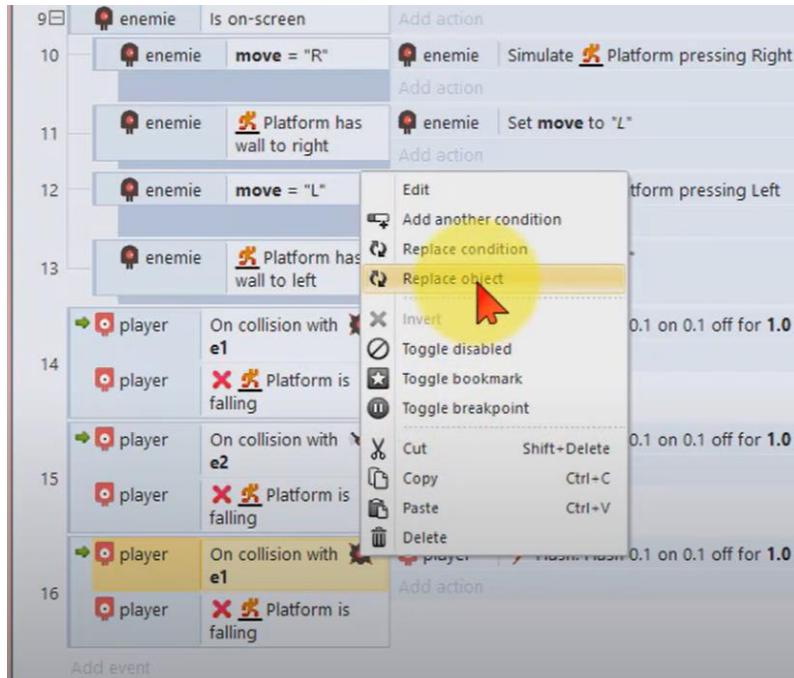 9 enemie Is on-screen Add action
10 enemie move = "R" enemie Simulate Platform pressing Right
Add action
11 enemie Platform has wall to right enemie Set move to "L"
Add action
12 enemie move = "L" tform pressing Left
13 enemie Platform has wall to left
Edit
Add another condition
Replace condition
Replace object
Invert
Toggle disabled
Toggle bookmark
Toggle breakpoint
Cut Shift+Delete
Copy Ctrl+C
Paste Ctrl+V
Delete
14 player On collision with e1 0.1 on 0.1 off for 1.0
player Platform is falling
15 player On collision with e2 0.1 on 0.1 off for 1.0
player Platform is falling
16 player On collision with e1 player Flash: Flash 0.1 on 0.1 off for 1.0
Add action
player Platform is falling
Add event